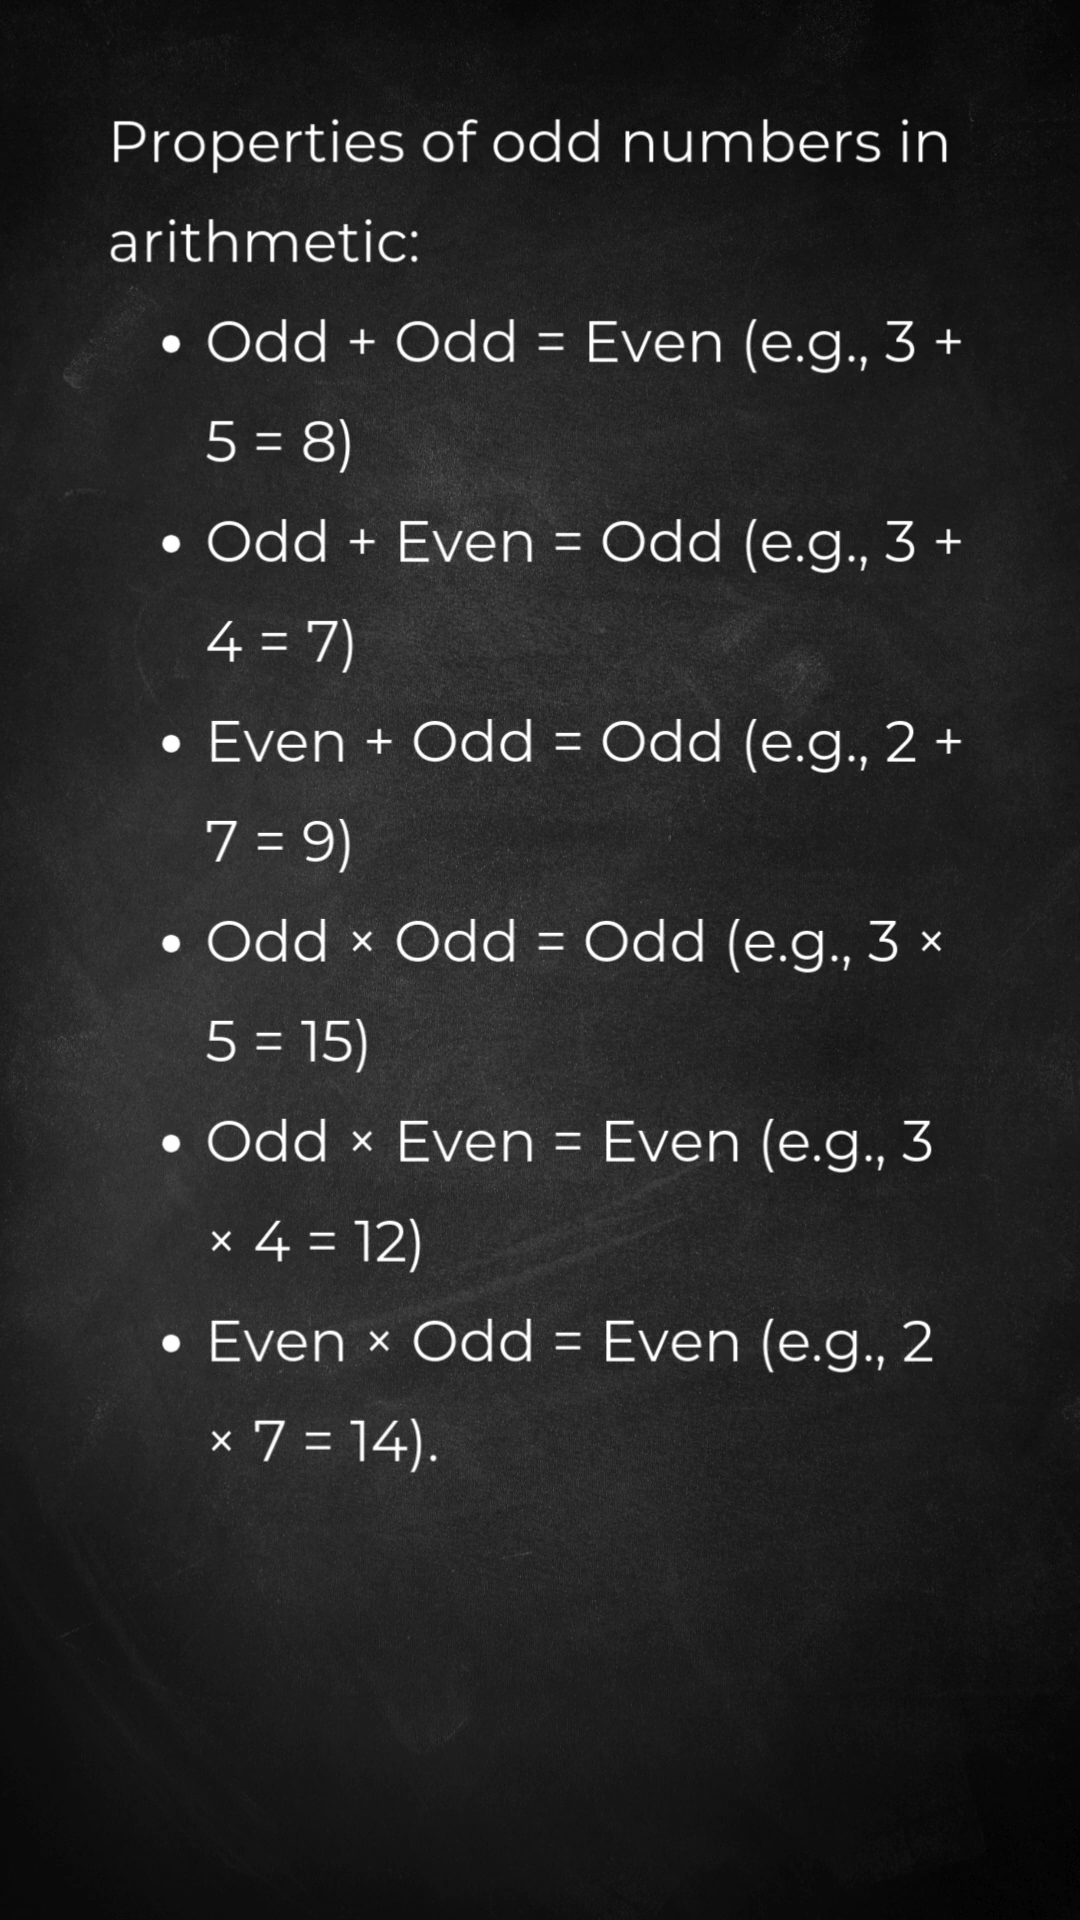 Properties of odd numbers in
arithmetic:
• Odd + Odd = Even (e.g., 3 +
5 = 8)
• Odd + Even = Odd (e.g., 3 +
4 = 7)
• Even + Odd = Odd (e.g., 2 +
7 = 9)
• Odd × Odd = Odd (e.g., 3 ×
5 = 15)
• Odd × Even = Even (e.g., 3
× 4 = 12)
• Even × Odd = Even (e.g., 2
× 7 = 14).